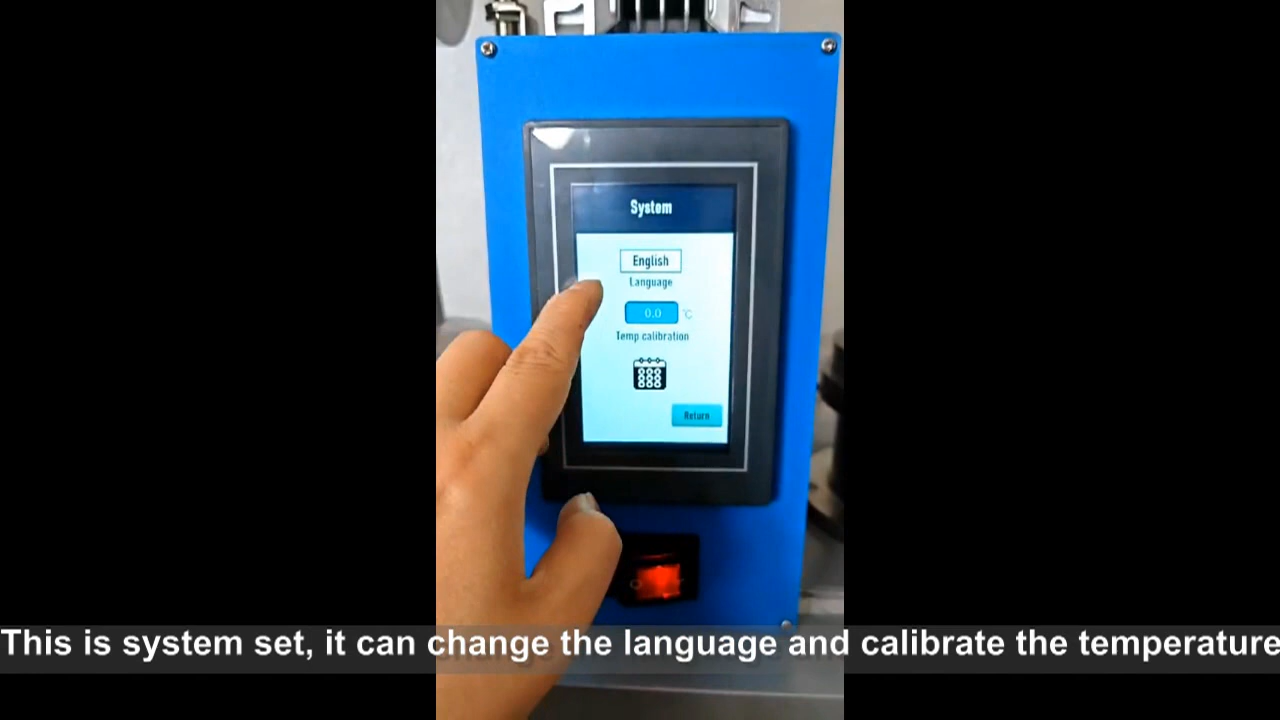 System
English
Language
0.0 °C
Temp calibration
Return
This is system set, it can change the language and calibrate the temperature